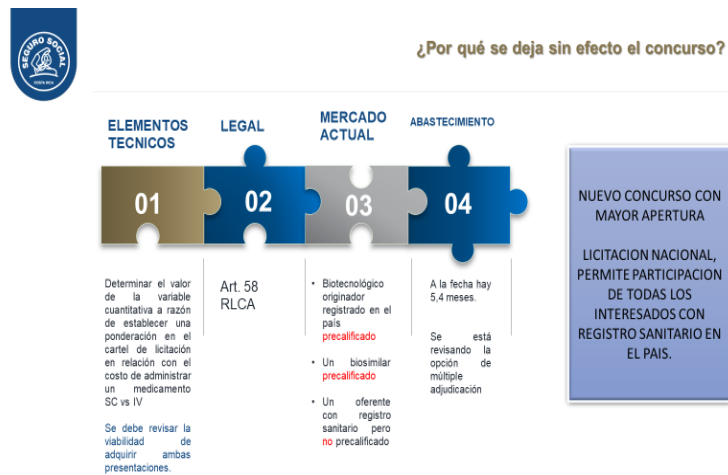 SEGURO SOCIAL
COSTA RICA
¿Por qué se deja sin efecto el concurso?
ELEMENTOS
TECNICOS
01
Determinar el valor
de la variable
cuantitativa a razón
de establecer una
ponderación en el
cartel de licitación
en relación con el
costo de administrar
un medicamento
SC vs IV
Se debe revisar la
viabilidad de
adquirir ambas
presentaciones.
LEGAL
02
Art. 58
RLCA
MERCADO
ACTUAL
03
• Biotecnológico
originador
registrado en el
país
precalificado
• Un biosimilar
precalificado
• Un oferente
con registro
sanitario pero
no precalificado
ABASTECIMIENTO
04
A la fecha hay
5,4 meses.
Se está
revisando la
opción de
múltiple
adjudicación
NUEVO CONCURSO CON
MAYOR APERTURA
LICITACION NACIONAL,
PERMITE PARTICIPACION
DE TODAS LOS
INTERESADOS CON
REGISTRO SANITARIO EN
EL PAIS.